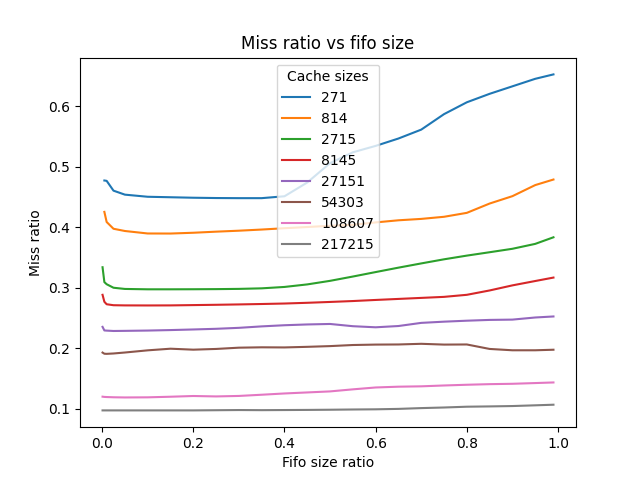 Miss ratio vs fifo size
Miss ratio
0.6
0.5
0.4
0.3
0.2
0.1
Cache sizes
271
814
2715
8145
27151
54303
108607
217215
0.0 0.2 0.4 0.6 0.8 1.0
Fifo size ratio